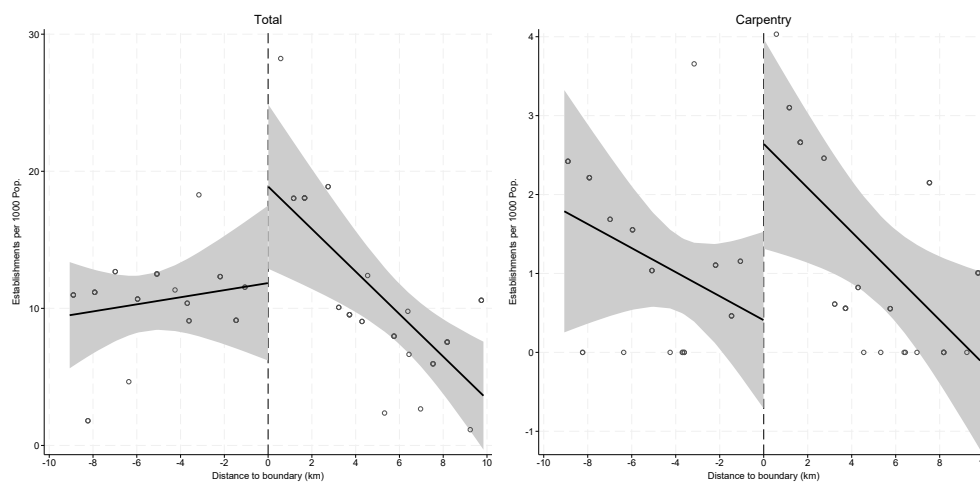 Total
Establishments per 1000 Pop.
30
20
10
0
-10 -8 -6 -4 -2 0 2 4 6 8 10
Distance to boundary (km)
Carpentry
Establishments per 1000 Pop.
4
3
2
1
0
-1
-10 -8 -6 -4 -2 0 2 4 6 8
Distance to boundary (km)